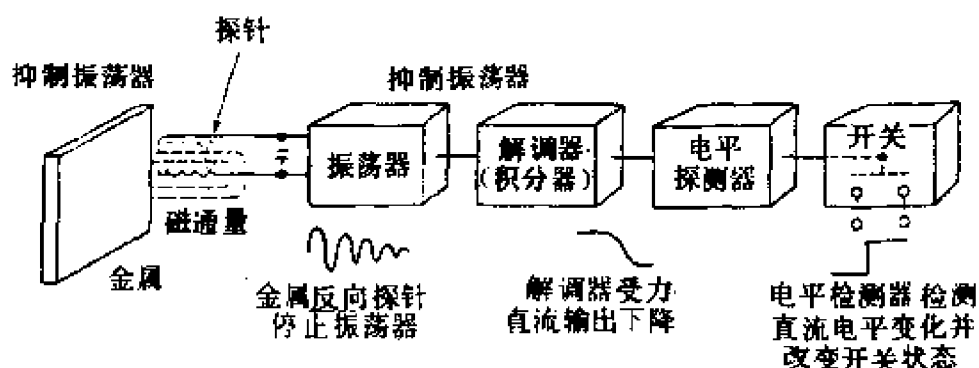 探针
抑制振荡器
抑制振荡器
振荡器
解调器
(积分器)
电平
探测器
开关
磁通量
金属
金属反向探针
停止振荡器
解调器受力
直流输出下降
电平检测器检测
直流电平变化并
改变开关状态